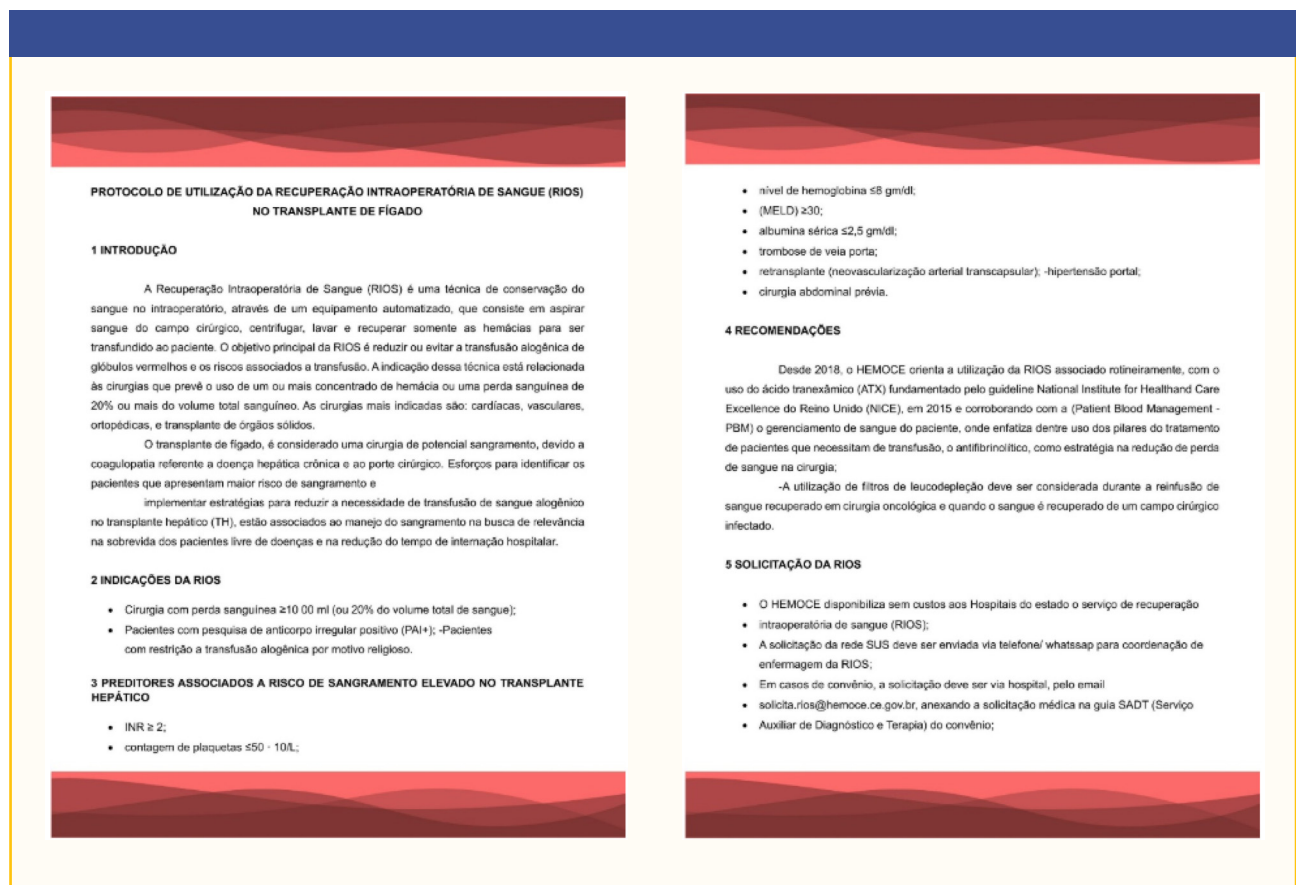 PROTOCOLO DE UTILIZAÇÃO DA RECUPERAÇÃO INTRAOPERATÓRIA DE SANGUE (RIOS)
NO TRANSPLANTE DE FÍGADO
1 INTRODUÇÃO
A Recuperação Intraoperatória de Sangue (RIOS) é uma técnica de conservação do
sangue no intraoperatório, através de um equipamento automatizado, que consiste em aspirar
sangue do campo cirúrgico, centrifugar, lavar e recuperar somente as hemácias para ser
transfundido ao paciente. O objetivo principal da RIOS é reduzir ou evitar a transfusão alogênica de
glóbulos vermelhos e os riscos associados a transfusão. A indicação dessa técnica está relacionada
às cirurgias que prevê o uso de um ou mais concentrado de hemácia ou uma perda sanguínea de
20% ou mais do volume total sanguíneo. As cirurgias mais indicadas são: cardíacas, vasculares,
ortopédicas, e transplante de órgãos sólidos.
O transplante de fígado, é considerado uma cirurgia de potencial sangramento, devido a
coagulopatia referente a doença hepática crônica e ao porte cirúrgico. Esforços para identificar os
pacientes que apresentam maior risco de sangramento e
implementar estratégias para reduzir a necessidade de transfusão de sangue alogênico
no transplante hepático (TH), estão associados ao manejo do sangramento na busca de relevância
na sobrevida dos pacientes livre de doenças e na redução do tempo de internação hospitalar.
2 INDICAÇÕES DA RIOS
• Cirurgia com perda sanguínea ≥10 00 ml (ou 20% do volume total de sangue);
• Pacientes com pesquisa de anticorpo irregular positivo (PAI+); -Pacientes
com restrição a transfusão alogênica por motivo religioso.
3 PREDITORES ASSOCIADOS A RISCO DE SANGRAMENTO ELEVADO NO TRANSPLANTE
HEPÁTICO
• INR ≥ 2;
• contagem de plaquetas ≤50 · 10/L;
• nível de hemoglobina ≤8 gm/dl;
• (MELD) ≥30;
• albumina sérica ≤2,5 gm/dl;
• trombose de veia porta;
• retransplante (neovascularização arterial transcapsular); -hipertensão portal;
• cirurgia abdominal prévia.
4 RECOMENDAÇÕES
Desde 2018, o HEMOCE orienta a utilização da RIOS associado rotineiramente, com o
uso do ácido tranexâmico (ATX) fundamentado pelo guideline National Institute for Healthand Care
Excellence do Reino Unido (NICE), em 2015 e corroborando com a (Patient Blood Management -
PBM) o gerenciamento de sangue do paciente, onde enfatiza dentre uso dos pilares do tratamento
de pacientes que necessitam de transfusão, o antifibrinolítico, como estratégia na redução de perda
de sangue na cirurgia;
-A utilização de filtros de leucodepleção deve ser considerada durante a reinfusão de
sangue recuperado em cirurgia oncológica e quando o sangue é recuperado de um campo cirúrgico
infectado.
5 SOLICITAÇÃO DA RIOS
• O HEMOCE disponibiliza sem custos aos Hospitais do estado o serviço de recuperação
• intraoperatória de sangue (RIOS);
• A solicitação da rede SUS deve ser enviada via telefone/ whatssap para coordenação de
enfermagem da RIOS;
• Em casos de convênio, a solicitação deve ser via hospital, pelo email
• solicita.rios@hemoce.ce.gov.br, anexando a solicitação médica na guia SADT (Serviço
• Auxiliar de Diagnóstico e Terapia) do convênio;